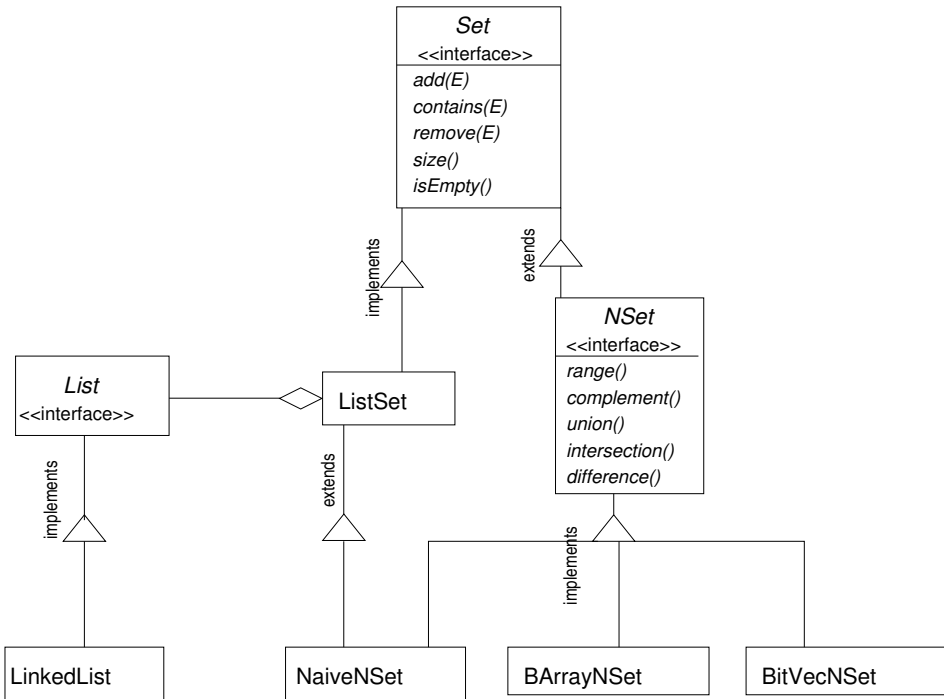 Set
<<interface>>
add(E)
contains(E)
remove(E)
size()
isEmpty()
implements
extends
NSet
<<interface>>
range()
complement()
union()
intersection()
difference()
List
<<interface>>
ListSet
implements
extends
implements
LinkedList
NaiveNSet
BArrayNSet
BitVecNSet